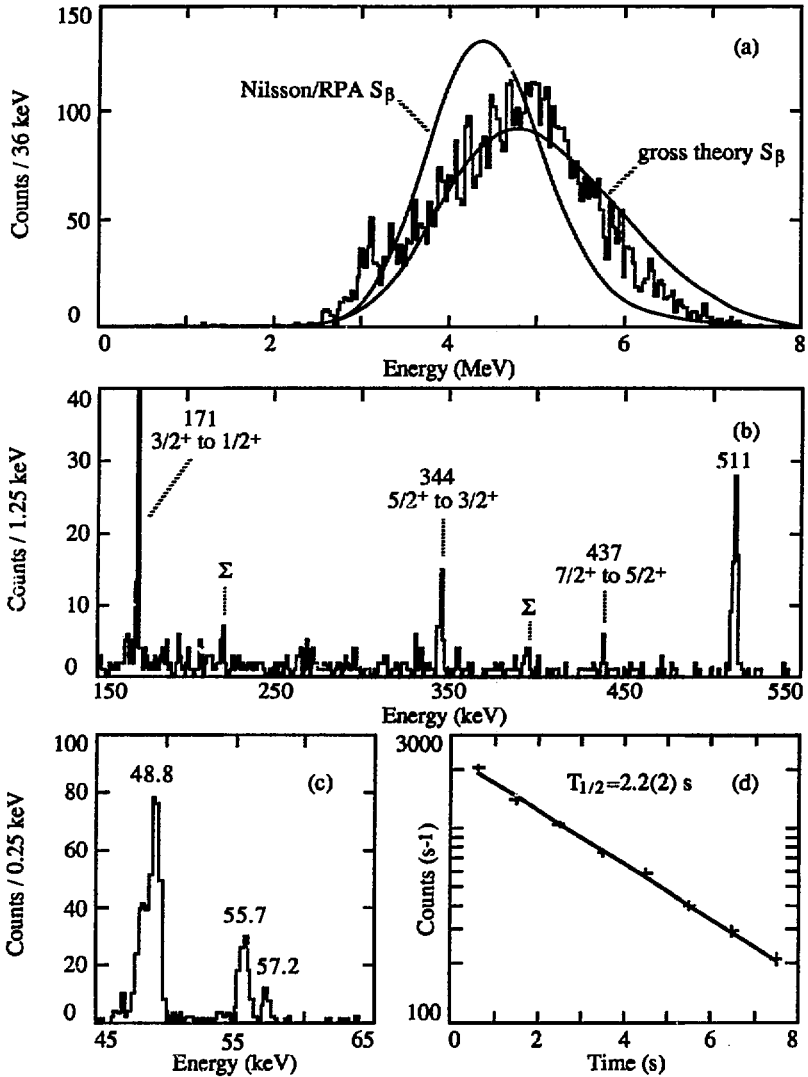 150
(a)
Nilsson/RPA Sβ
100
gross theory Sβ
Counts / 36 keV
50
0
0 2 4 6 8
Energy (MeV)
40
171
3/2+ to 1/2+
(b)
511
30
344
5/2+ to 3/2+
Counts / 1.25 keV
20
437
7/2+ to 5/2+
Σ
Σ
10
0
150 250 350 450 550
Energy (keV)
100
48.8
(c)
80
Counts / 0.25 keV
60
40
55.7
57.2
20
0
45 55 65
Energy (keV)
3000
T1/2=2.2(2) s
(d)
Counts (s-1)
100
0 2 4 6 8
Time (s)